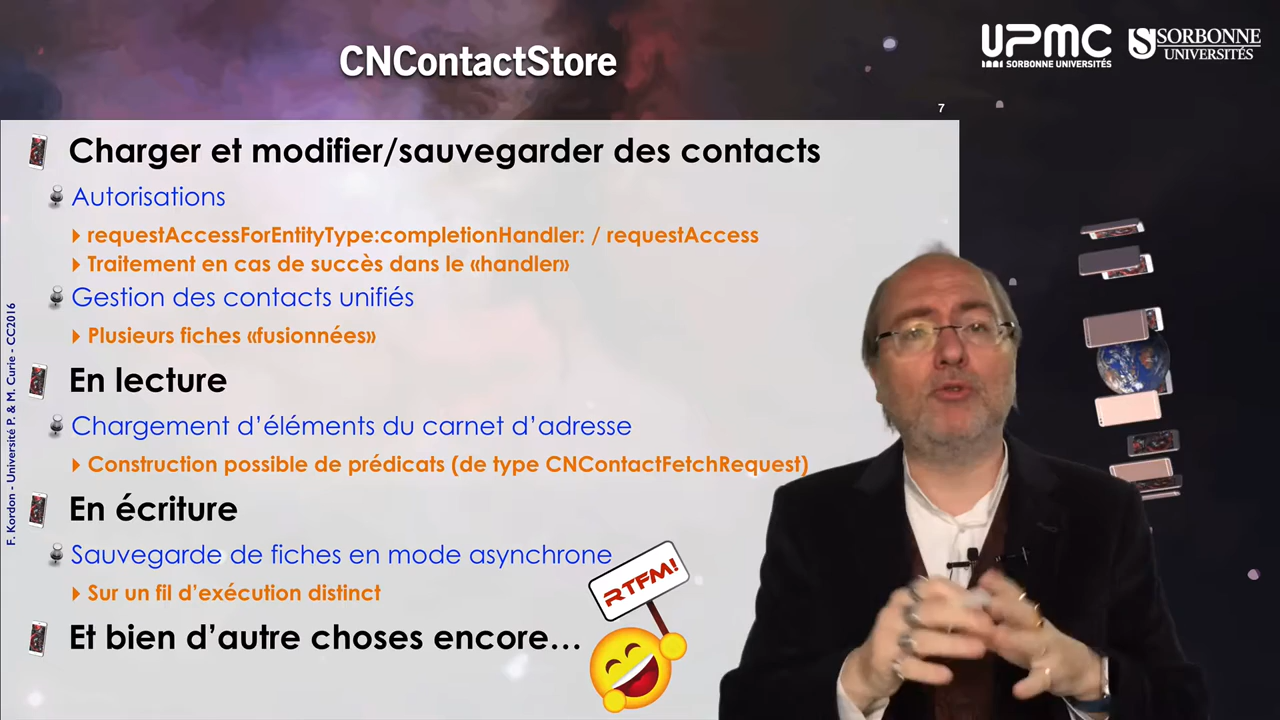 CNContactStore
UPMC
SORBONNE UNIVERSITÉS
SORBONNE
UNIVERSITÉS
7
Charger et modifier/sauvegarder des contacts
Autorisations
requestAccessForEntityType:completionHandler: / requestAccess
Traitement en cas de succès dans le «handler»
Gestion des contacts unifiés
Plusieurs fiches «fusionnées»
En lecture
Chargement d’éléments du carnet d’adresse
Construction possible de prédicats (de type CNContactFetchRequest)
En écriture
Sauvegarde de fiches en mode asynchrone
Sur un fil d’exécution distinct
Et bien d’autre choses encore…
RTFM!
F. Kordon - Université P. & M. Curie - CC2016